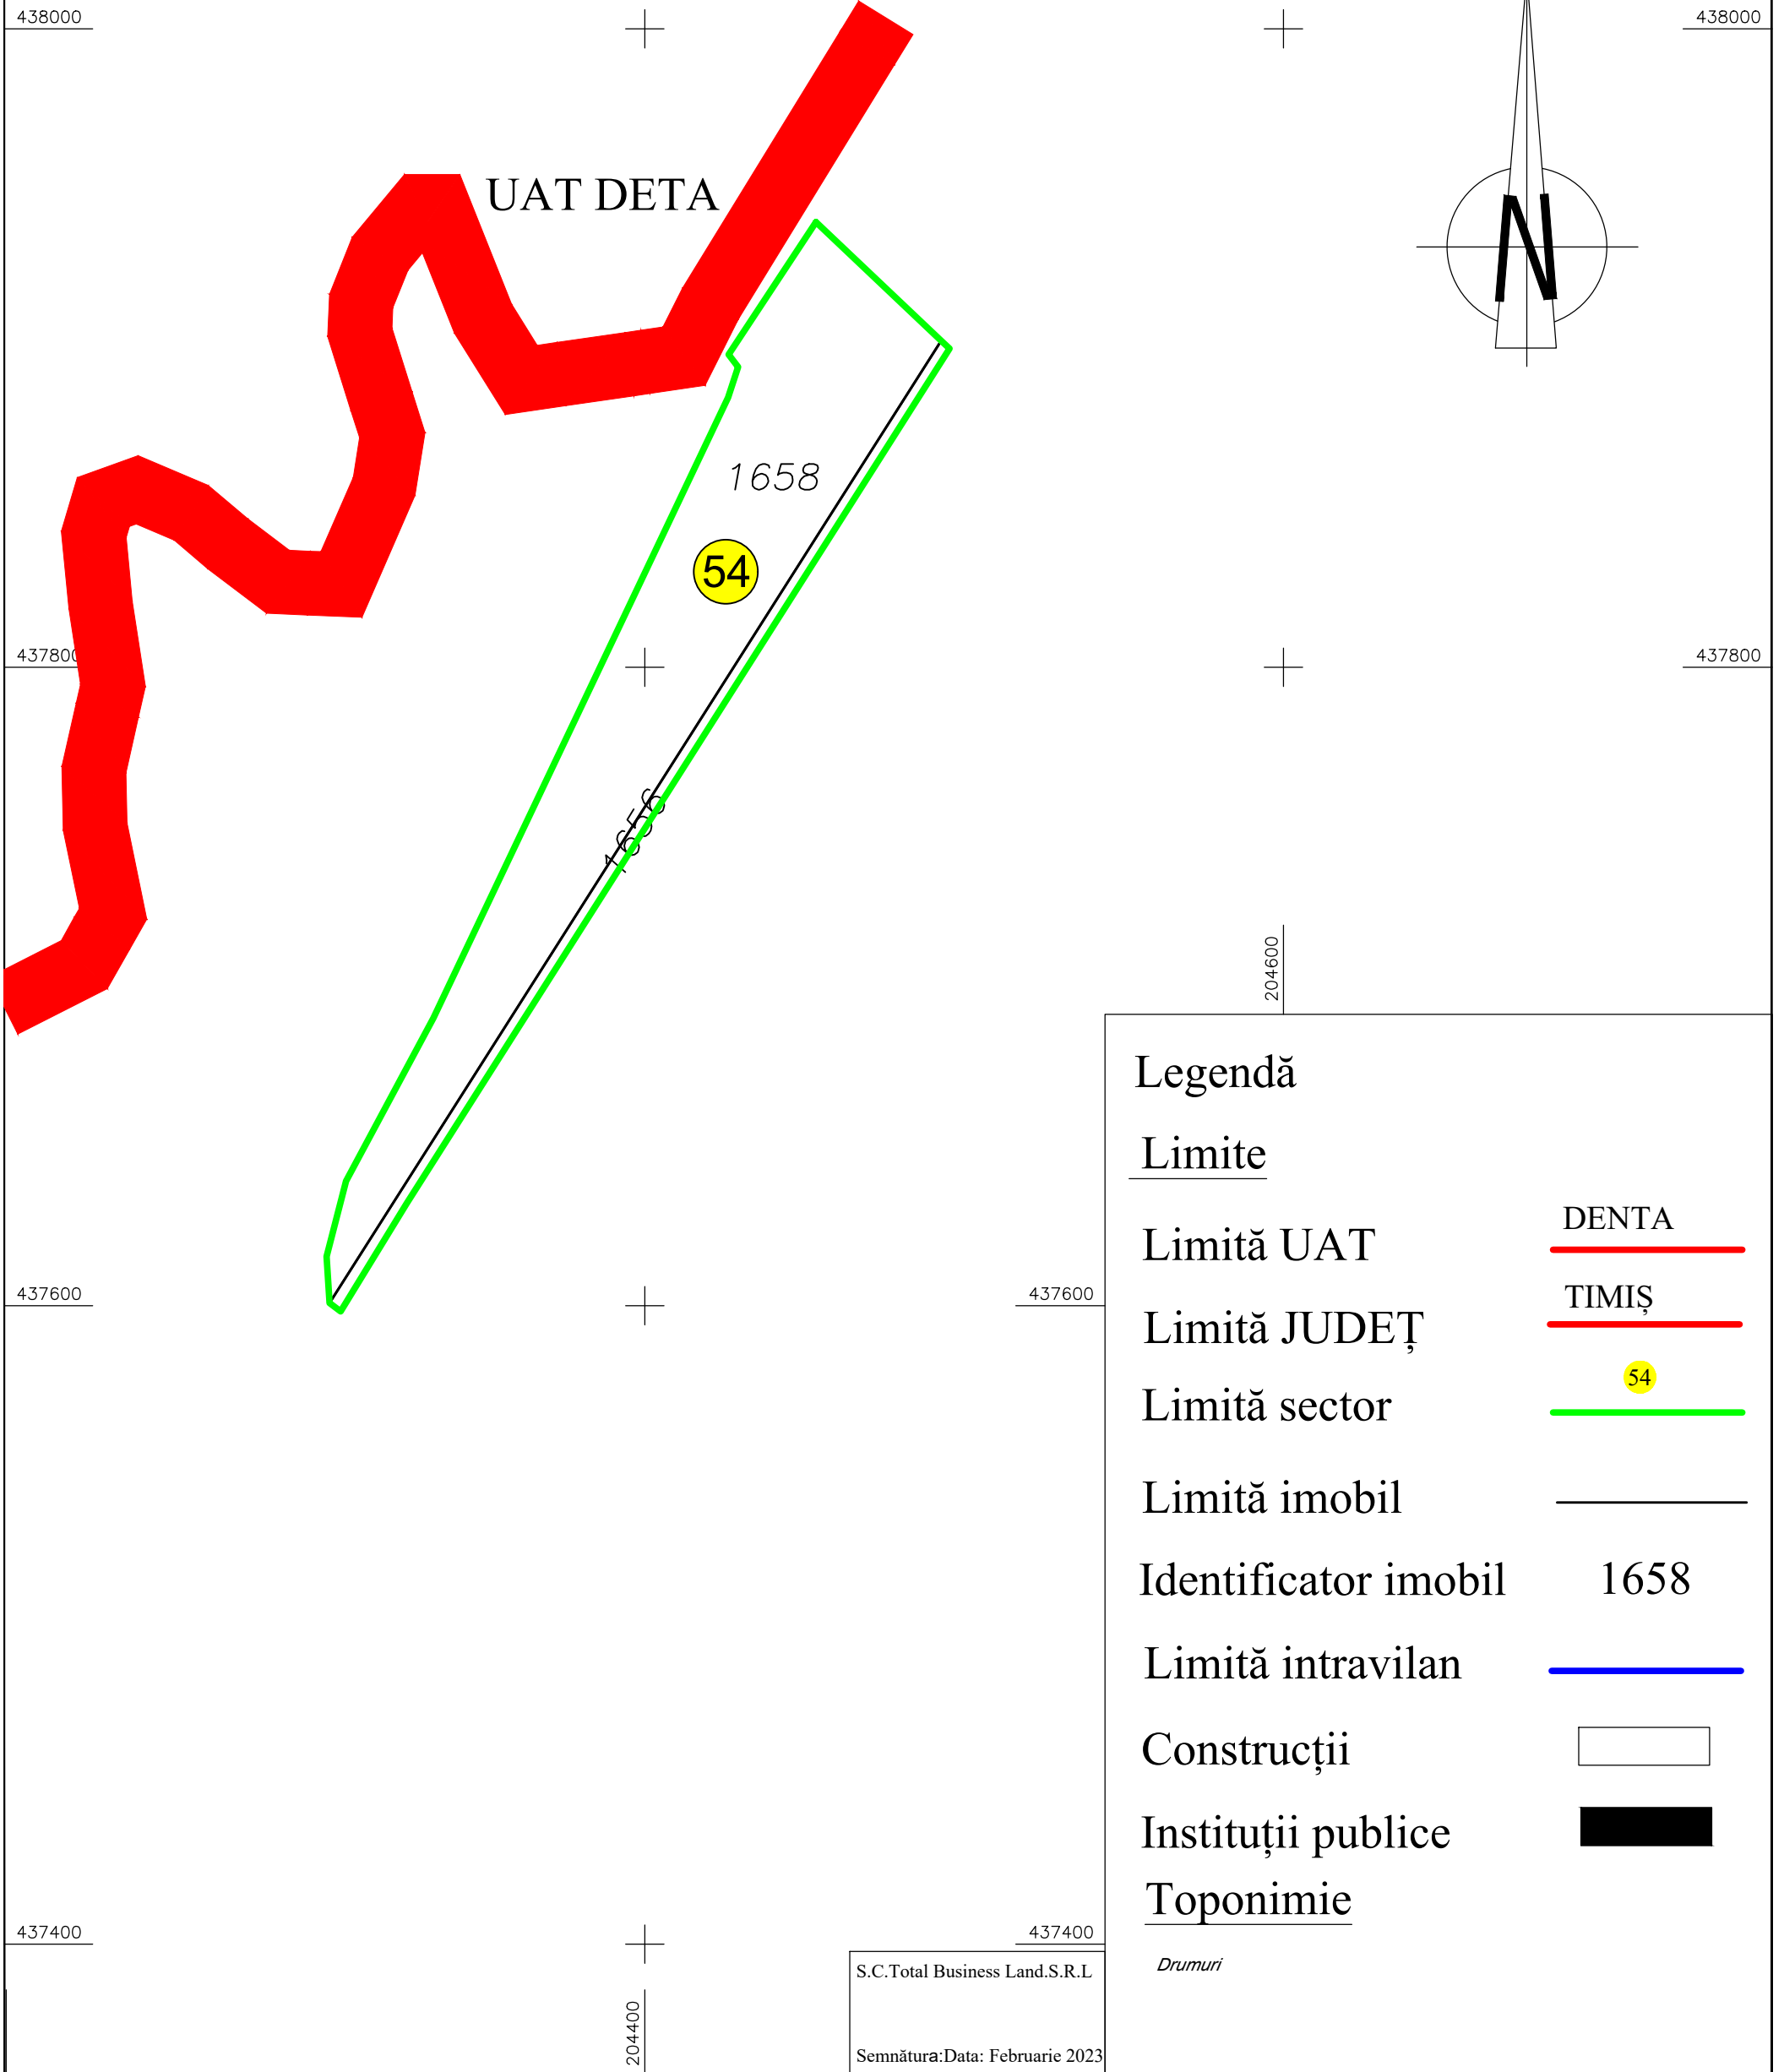 438000
438000
UAT DETA
N
1658
54
437800
437800
1656
204600
Legendă
Limite
Limită UAT
DENTA
Limită JUDEȚ
TIMIȘ
Limită sector
54
Limită imobil
Identificator imobil
1658
Limită intravilan
Construcții
Instituții publice
Toponimie
Drumuri
437600
437600
437400
437400
S.C.Total Business Land.S.R.L
204400
Semnătura:Data: Februarie 2023